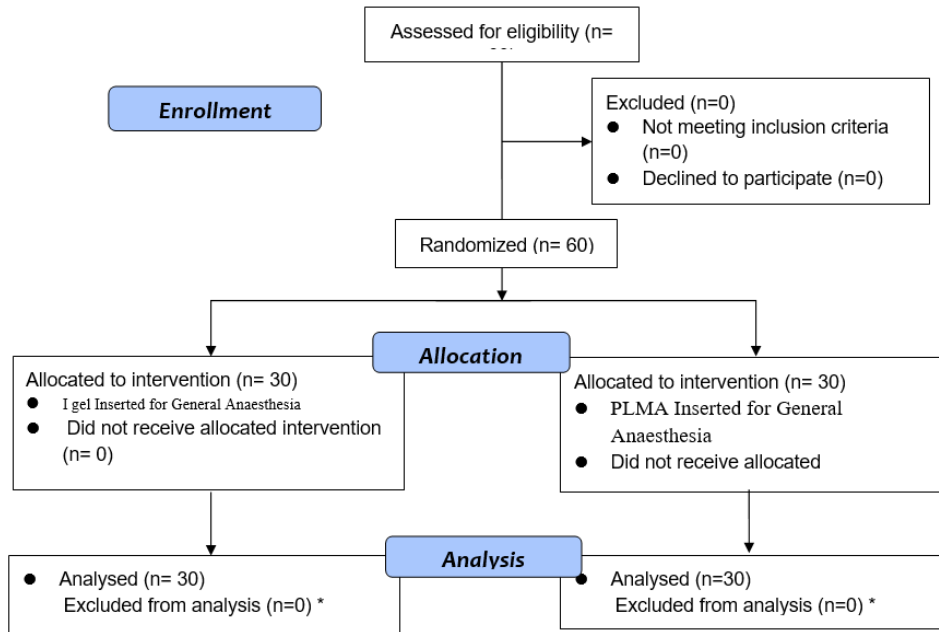 Assessed for eligibility (n=
Enrollment
Excluded (n=0)
● Not meeting inclusion criteria
(n=0)
● Declined to participate (n=0)
Randomized (n= 60)
Allocation
Allocated to intervention (n= 30)
● I gel Inserted for General Anaesthesia
● Did not receive allocated intervention
(n= 0)
Allocated to intervention (n= 30)
● PLMA Inserted for General
Anaesthesia
● Did not receive allocated
Analysis
● Analysed (n= 30)
Excluded from analysis (n=0) *
● Analysed (n=30)
Excluded from analysis (n=0) *